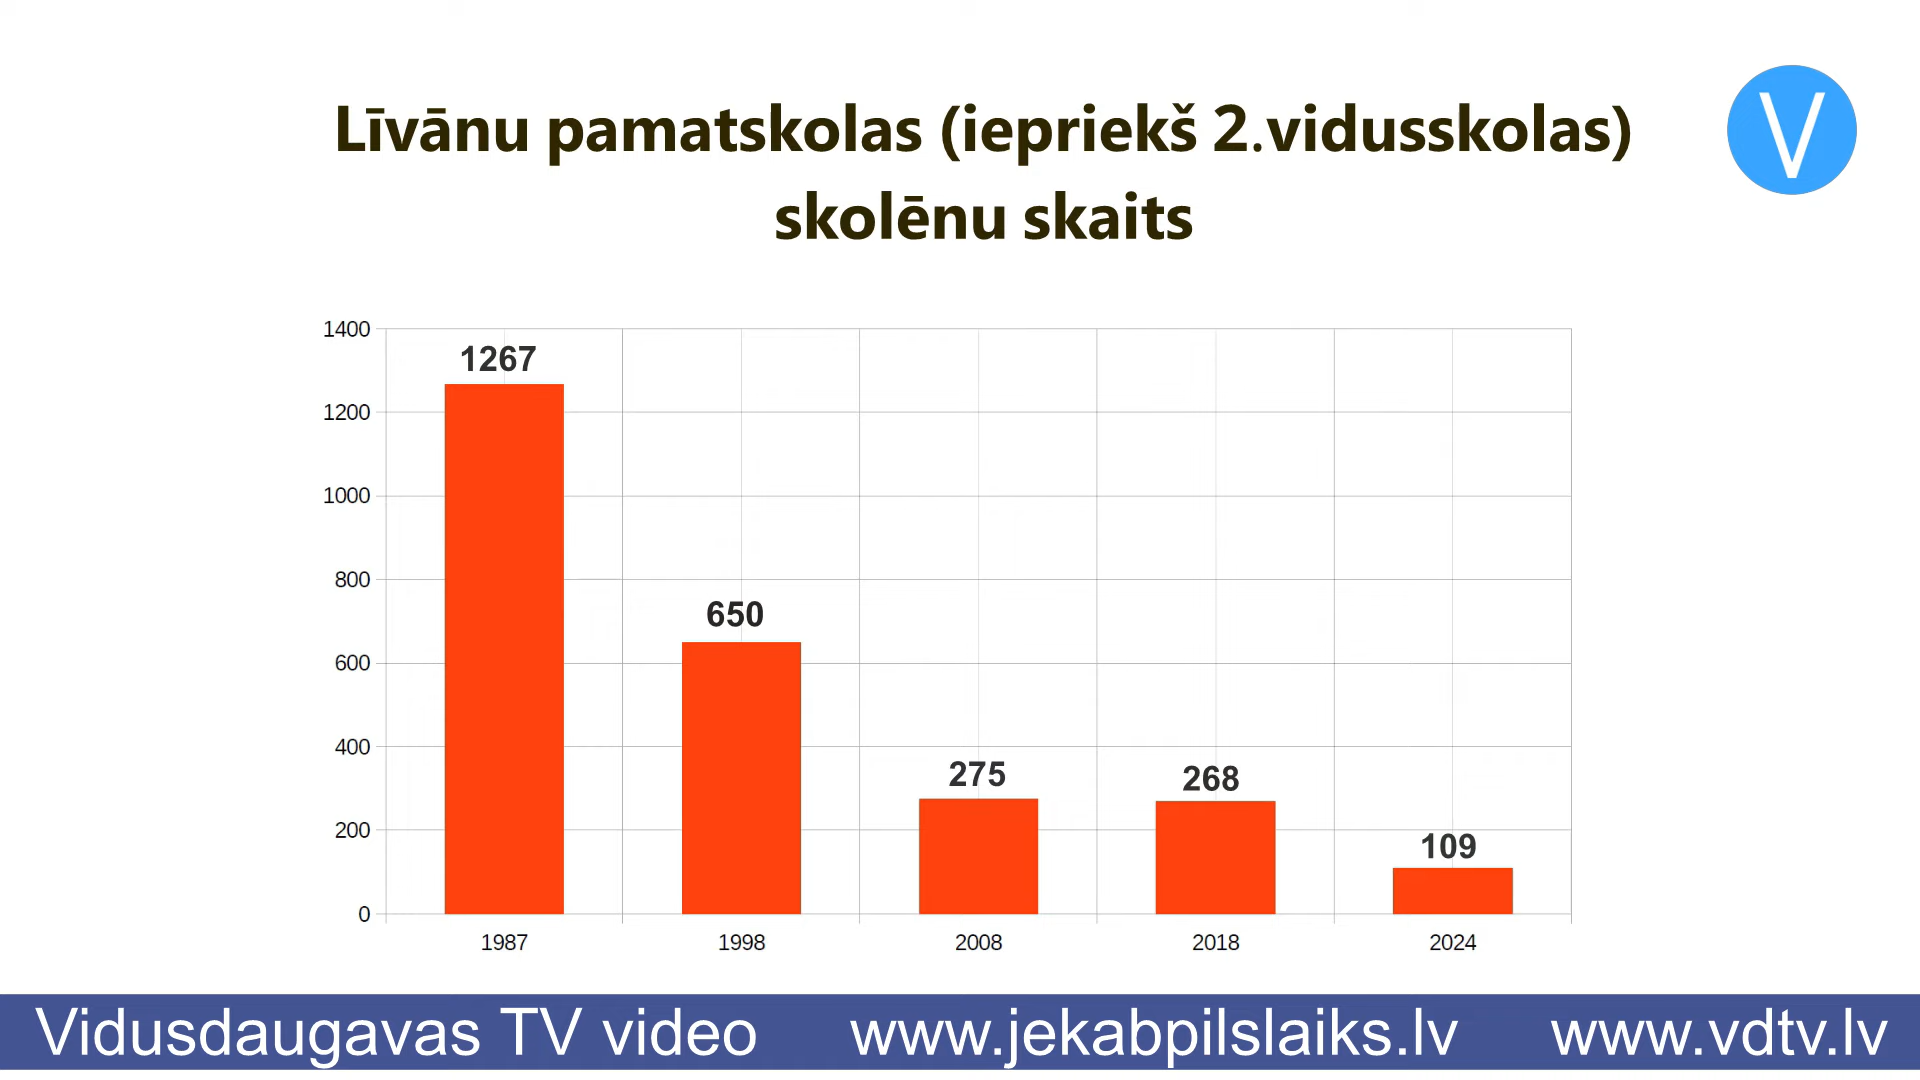 Līvānu pamatskolas (iepriekš 2.vidusskolas)
skolēnu skaits
V
1400
1200
1000
800
600
400
200
0
1267
650
275
268
109
1987 1998 2008 2018 2024
Vidusdaugavas TV video www.jekabpilslaiks.lv www.vdtv.lv